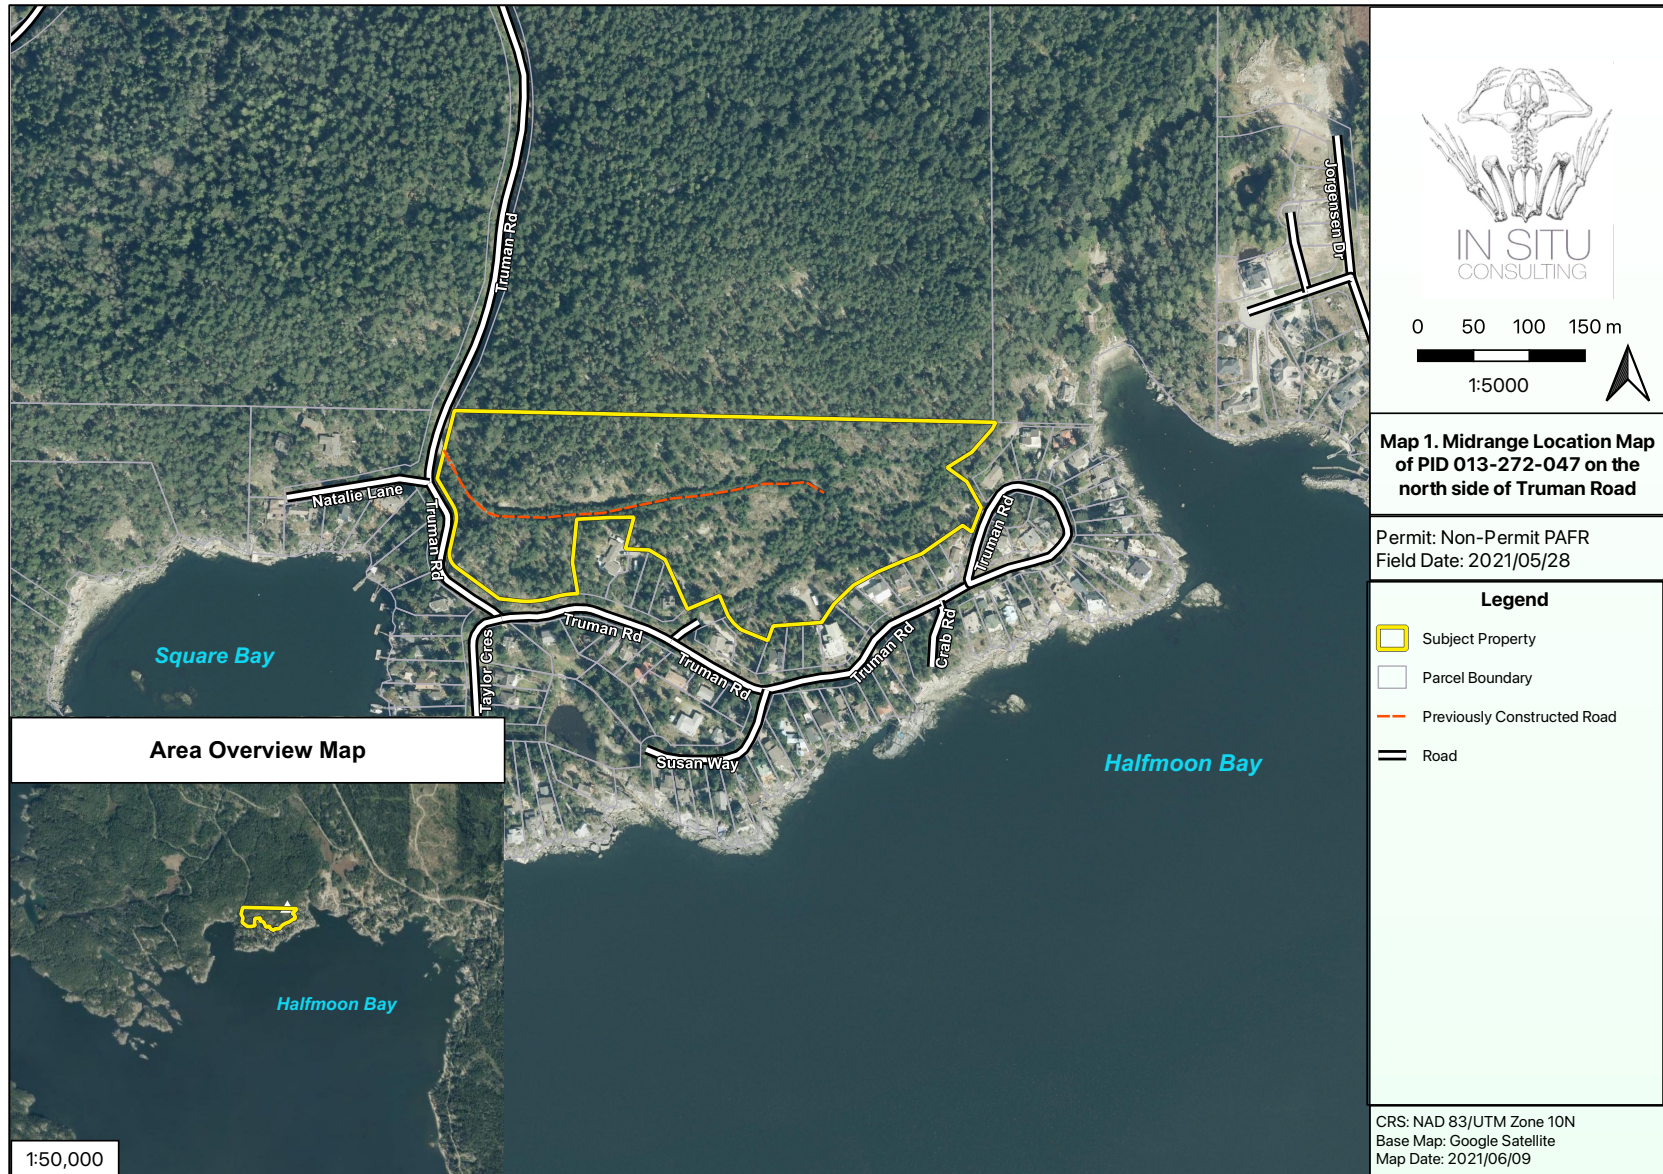 Truman Rd
Jorgensen Dr
Natalie Lane
Truman Rd
Truman Rd
Truman Rd
Truman Rd
Truman Rd
Crab Rd
Taylor Cres
Susan Way
Square Bay
Halfmoon Bay
Area Overview Map
Halfmoon Bay
1:50,000
IN SITU
CONSULTING
0 50 100 150 m
1:5000
Map 1. Midrange Location Map
of PID 013-272-047 on the
north side of Truman Road
Permit: Non-Permit PAFR
Field Date: 2021/05/28
Legend
Subject Property
Parcel Boundary
Previously Constructed Road
Road
CRS: NAD 83/UTM Zone 10N
Base Map: Google Satellite
Map Date: 2021/06/09